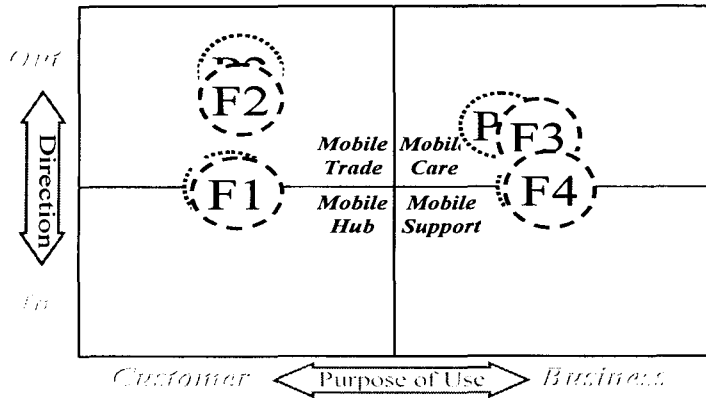 Out
F2
P
F3
Mobile Trade
Mobile Care
F1
F4
Direction
Mobile Hub
Mobile Support
In
Customer
Purpose of Use
Business